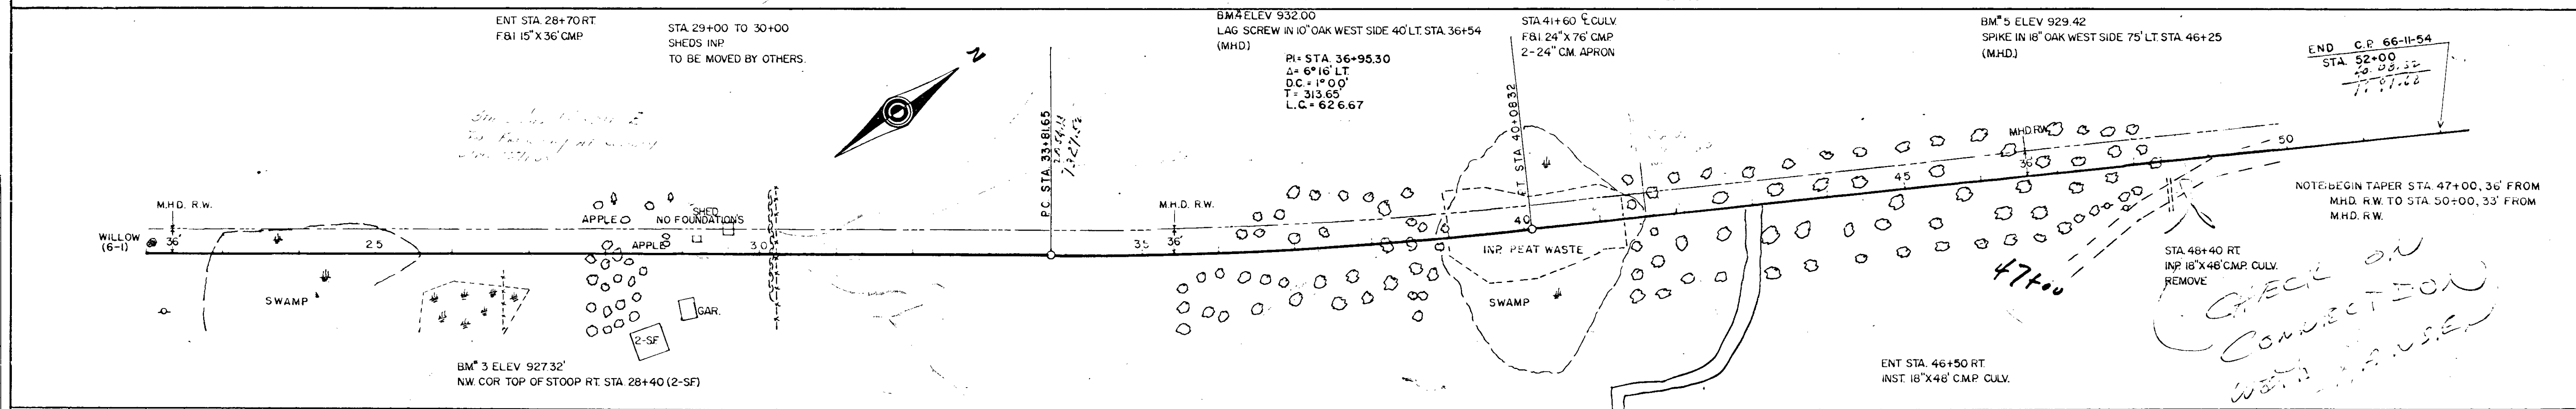 ENT STA. 28+70 RT
F&I 15"X36' CMP
STA. 29+00 TO 30+00
SHEDS INP.
TO BE MOVED BY OTHERS.
BM#4 ELEV 932.00
LAG SCREW IN 10" OAK WEST SIDE 40' LT. STA. 36+54
(MHD.)
PI= STA. 36+95.30
Δ= 6°16' LT.
D.C. = 1°00'
T = 313.65'
L.C. = 626.67
STA 41+60 ℄ CULV.
F&I. 24"X76' CMP
2-24" C.M. APRON
BM# 5 ELEV 929.42
SPIKE IN 18" OAK WEST SIDE 75' LT. STA. 46+25
(M.H.D.)
END C.P. 66-11-54
STA. 52+00
Z
P.C. STA. 33+81.65
P.T. STA. 40+08.32
M.H.D. R.W.
36'
WILLOW
(6-1)
25
SWAMP
APPLE
SHED
NO FOUNDATIONS
APPLE
30
GAR.
2-SF.
M.H.D. R.W.
35
36'
40
INP. PEAT WASTE
SWAMP
45
MHD.RW.
36'
50
NOTE:BEGIN TAPER STA. 47+00, 36' FROM
MHD. R.W. TO STA. 50+00, 33' FROM
M.H.D. R.W.
STA. 48+40 RT.
INP. 18"X48' C.M.P. CULV.
REMOVE
47+00
CHECK ON
CONNECTION
WITH
BM# 3 ELEV 927.32'
N.W. COR TOP OF STOOP RT. STA. 28+40 (2-SF)
ENT STA. 46+50 RT.
INST. 18"X48' C.M.P. CULV.